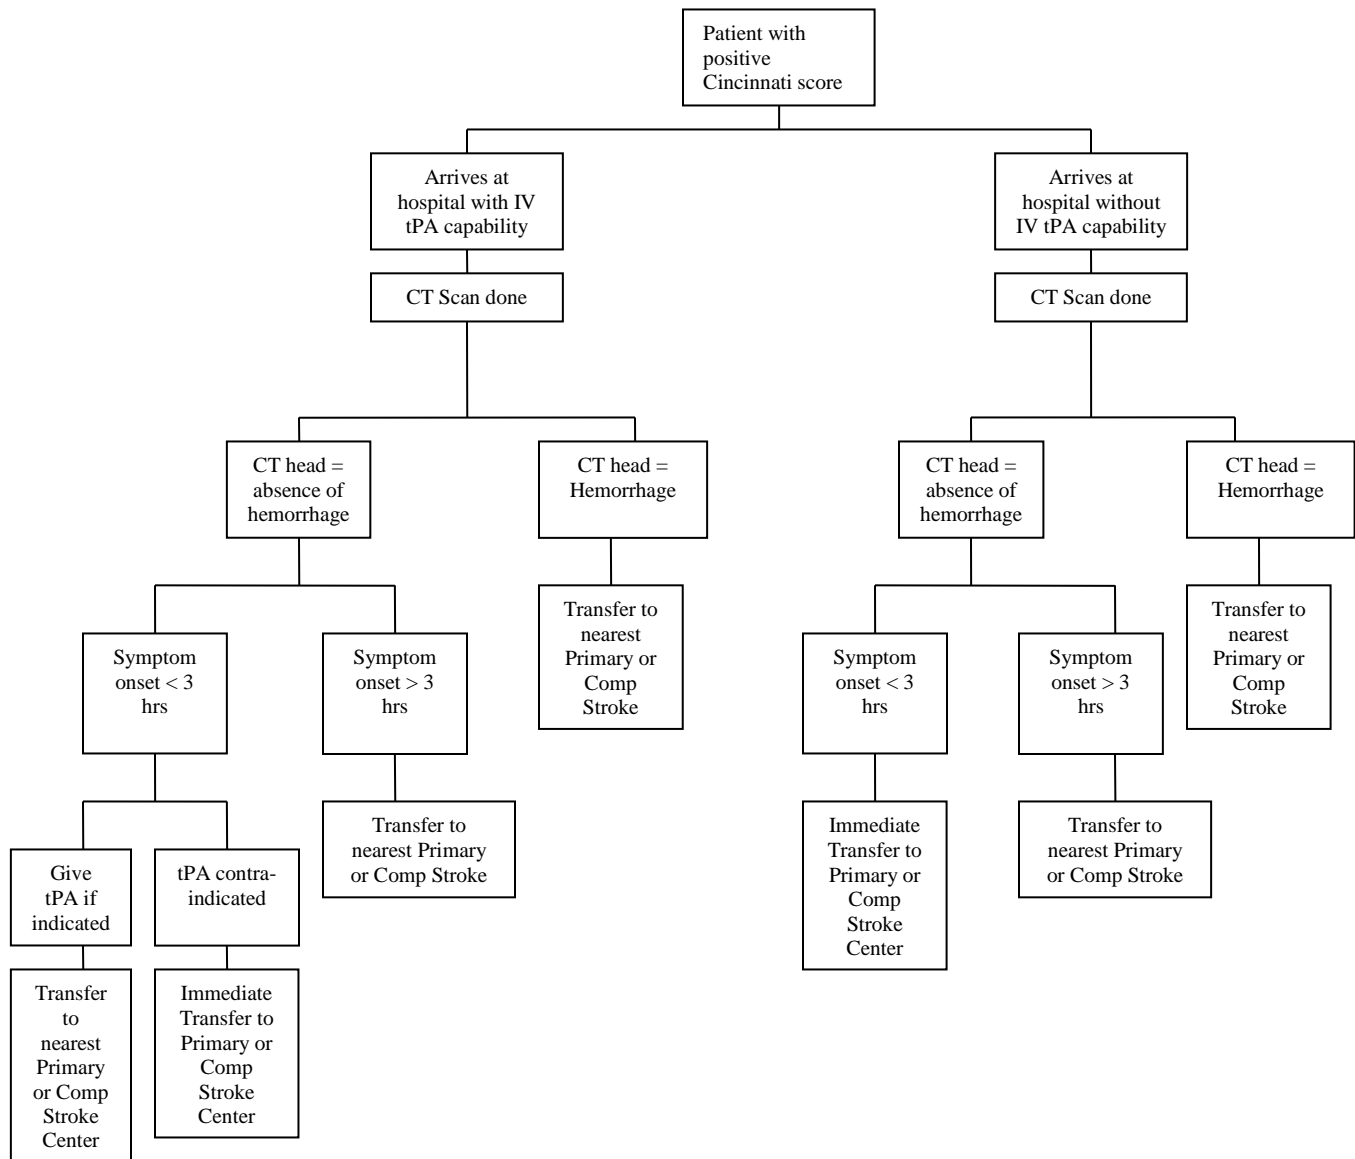 Patient with
positive
Cincinnati score
Arrives at
hospital with IV
tPA capability
Arrives at
hospital without
IV tPA capability
CT Scan done
CT Scan done
CT head =
absence of
hemorrhage
CT head =
Hemorrhage
CT head =
absence of
hemorrhage
CT head =
Hemorrhage
Transfer to
nearest
Primary or
Comp
Stroke
Transfer to
nearest
Primary or
Comp
Stroke
Symptom
onset < 3
hrs
Symptom
onset > 3
hrs
Symptom
onset < 3
hrs
Symptom
onset > 3
hrs
Give
tPA if
indicated
tPA contra-
indicated
Transfer to
nearest Primary
or Comp Stroke
Immediate
Transfer to
Primary or
Comp
Stroke
Center
Transfer to
nearest Primary
or Comp Stroke
Transfer
to
nearest
Primary
or Comp
Stroke
Center
Immediate
Transfer to
Primary or
Comp
Stroke
Center